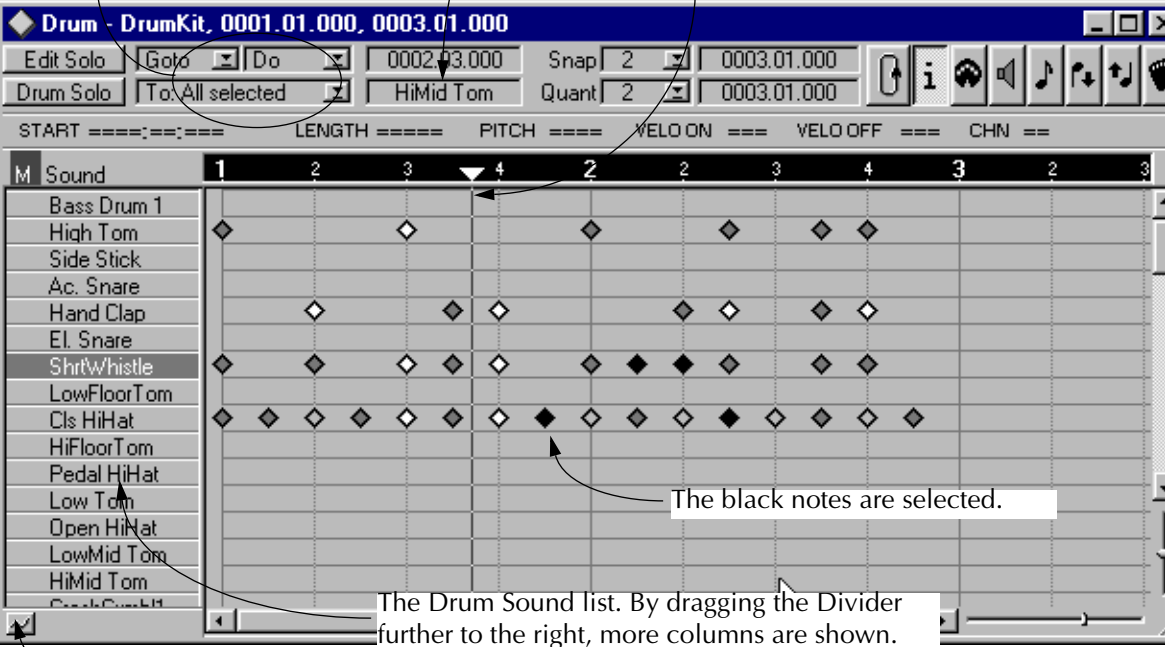 Drum - DrumKit, 0001.01.000, 0003.01.000
Edit Solo Goto Do 0002.03.000 Snap 2 0003.01.000
Drum Solo To: All selected HiMid Tom Quant 2 0003.01.000
START ====:==:=== LENGTH ===== PITCH ==== VELO ON === VELO OFF === CHN ==
M Sound 1 2 3 4 2 2 3 4 3 2 3
Bass Drum 1
High Tom
Side Stick
Ac. Snare
Hand Clap
El. Snare
ShrtWhistle
LowFloorTom
Cls HiHat
HiFloorTom
Pedal HiHat
The black notes are selected.
Low Tom
Open HiHat
LowMid Tom
HiMid Tom
The Drum Sound list. By dragging the Divider
further to the right, more columns are shown.